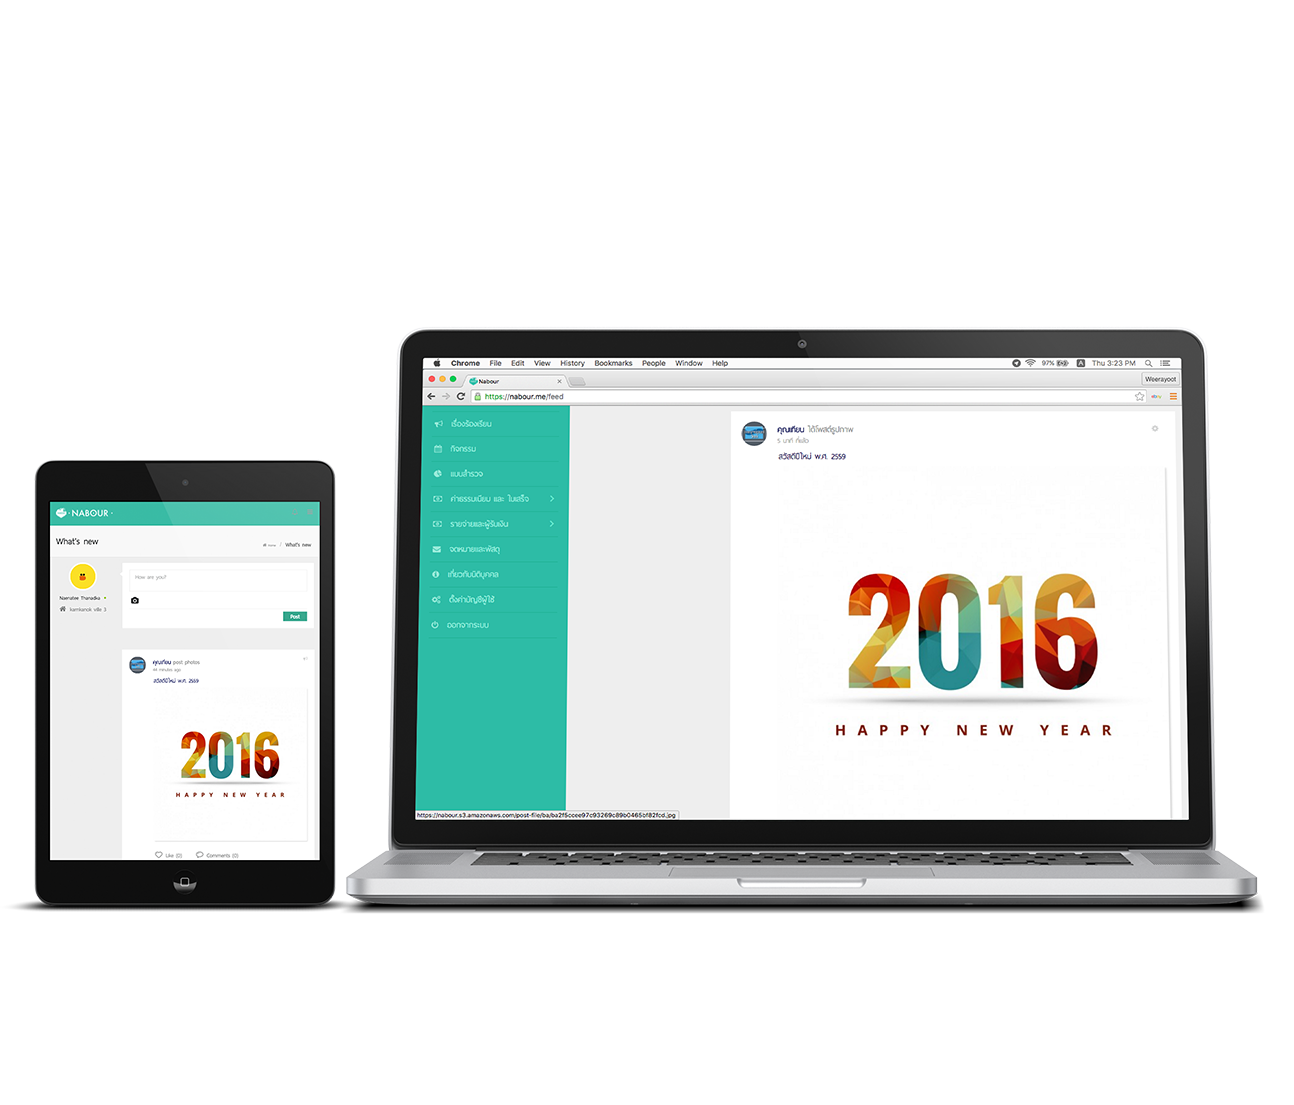 Chrome File Edit View History Bookmarks People Window Help 97% Thu 3:23 PM
Nabour
Weerayoot
https://nabour.me/feed
เรื่องร้องเรียน
กิจกรรม
แบบสำรวจ
ค่าธรรมเนียม และ ใบเสร็จ
รายจ่ายและผู้รับเงิน
จดหมายและพัสดุ
เกี่ยวกับนิติบุคคล
ตั้งค่าบัญชีผู้ใช้
ออกจากระบบ
คุณเทียน ได้โพสต์รูปภาพ
5 นาที ที่แล้ว
สวัสดีปีใหม่ พ.ศ. 2559
2016
HAPPY NEW YEAR
https://nabour.s3.amazonaws.com/post-file/ba/ba2f5ccee97c93269c89b0465bf82fcd.jpg
· NABOUR ·
What's new
Home / What's new
How are you?
Naeratee Thanadka
kamkanok ville 3
Post
คุณเทียน post photos
44 minutes ago
สวัสดีปีใหม่ พ.ศ. 2559
2016
HAPPY NEW YEAR
Like (0) Comments (0)